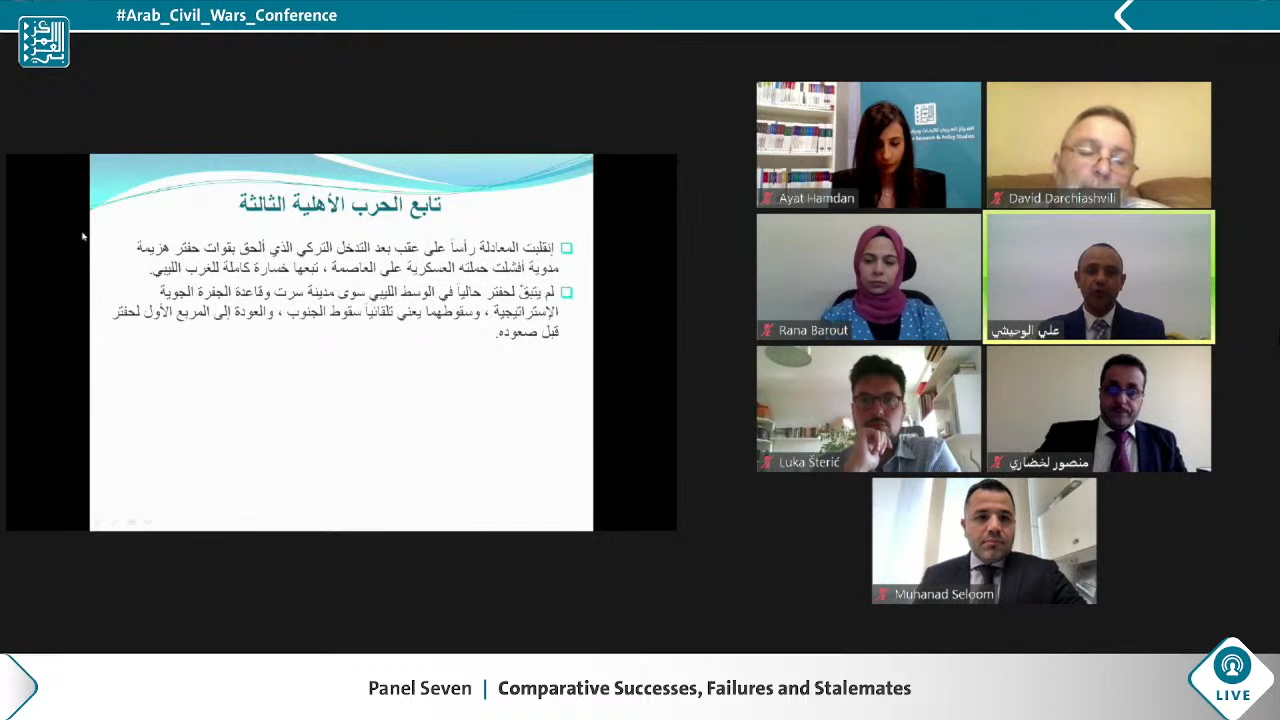 #Arab_Civil_Wars_Conference
تابع الحرب الأهلية الثالثة
إنقلبت المعادلة رأساً على عقب بعد التدخل التركي الذي ألحق بقوات حفتر هزيمة
مدوية أفشلت حملته العسكرية على العاصمة ، تبعها خسارة كاملة للغرب الليبي.
لم يتبقّ لحفتر حالياً في الوسط الليبي سوى مدينة سرت وقاعدة الجفرة الجوية
الإستراتيجية ، وسقوطهما يعني تلقائياً سقوط الجنوب ، والعودة إلى المربع الأول لحفتر
قبل صعوده.
Research & Policy Studies
Ayat Hamdan
David Darchiashvili
Rana Barout
علي الوحيشي
Luka Šterić
منصور لخضاري
Muhanad Seloom
Panel Seven | Comparative Successes, Failures and Stalemates
LIVE